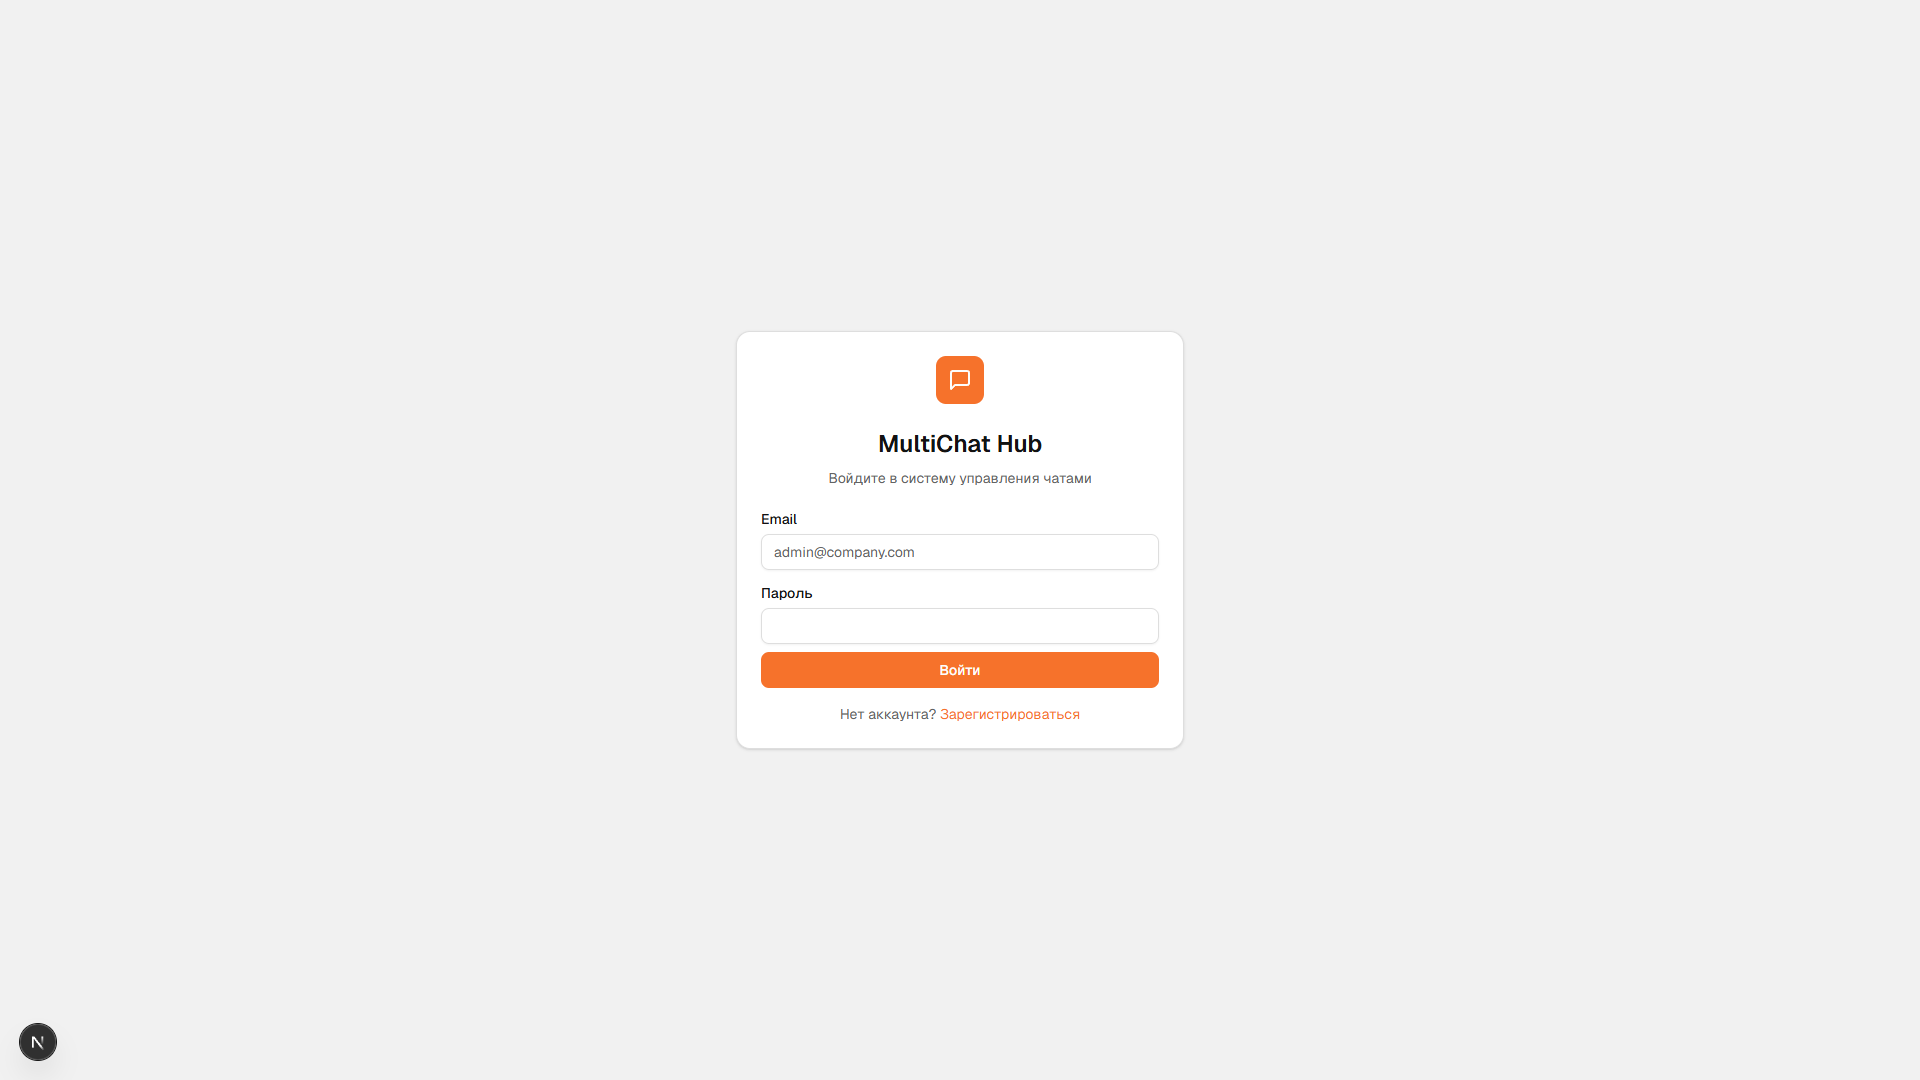 MultiChat Hub
Войдите в систему управления чатами
Email
admin@company.com
Пароль
Войти
Нет аккаунта? Зарегистрироваться
N